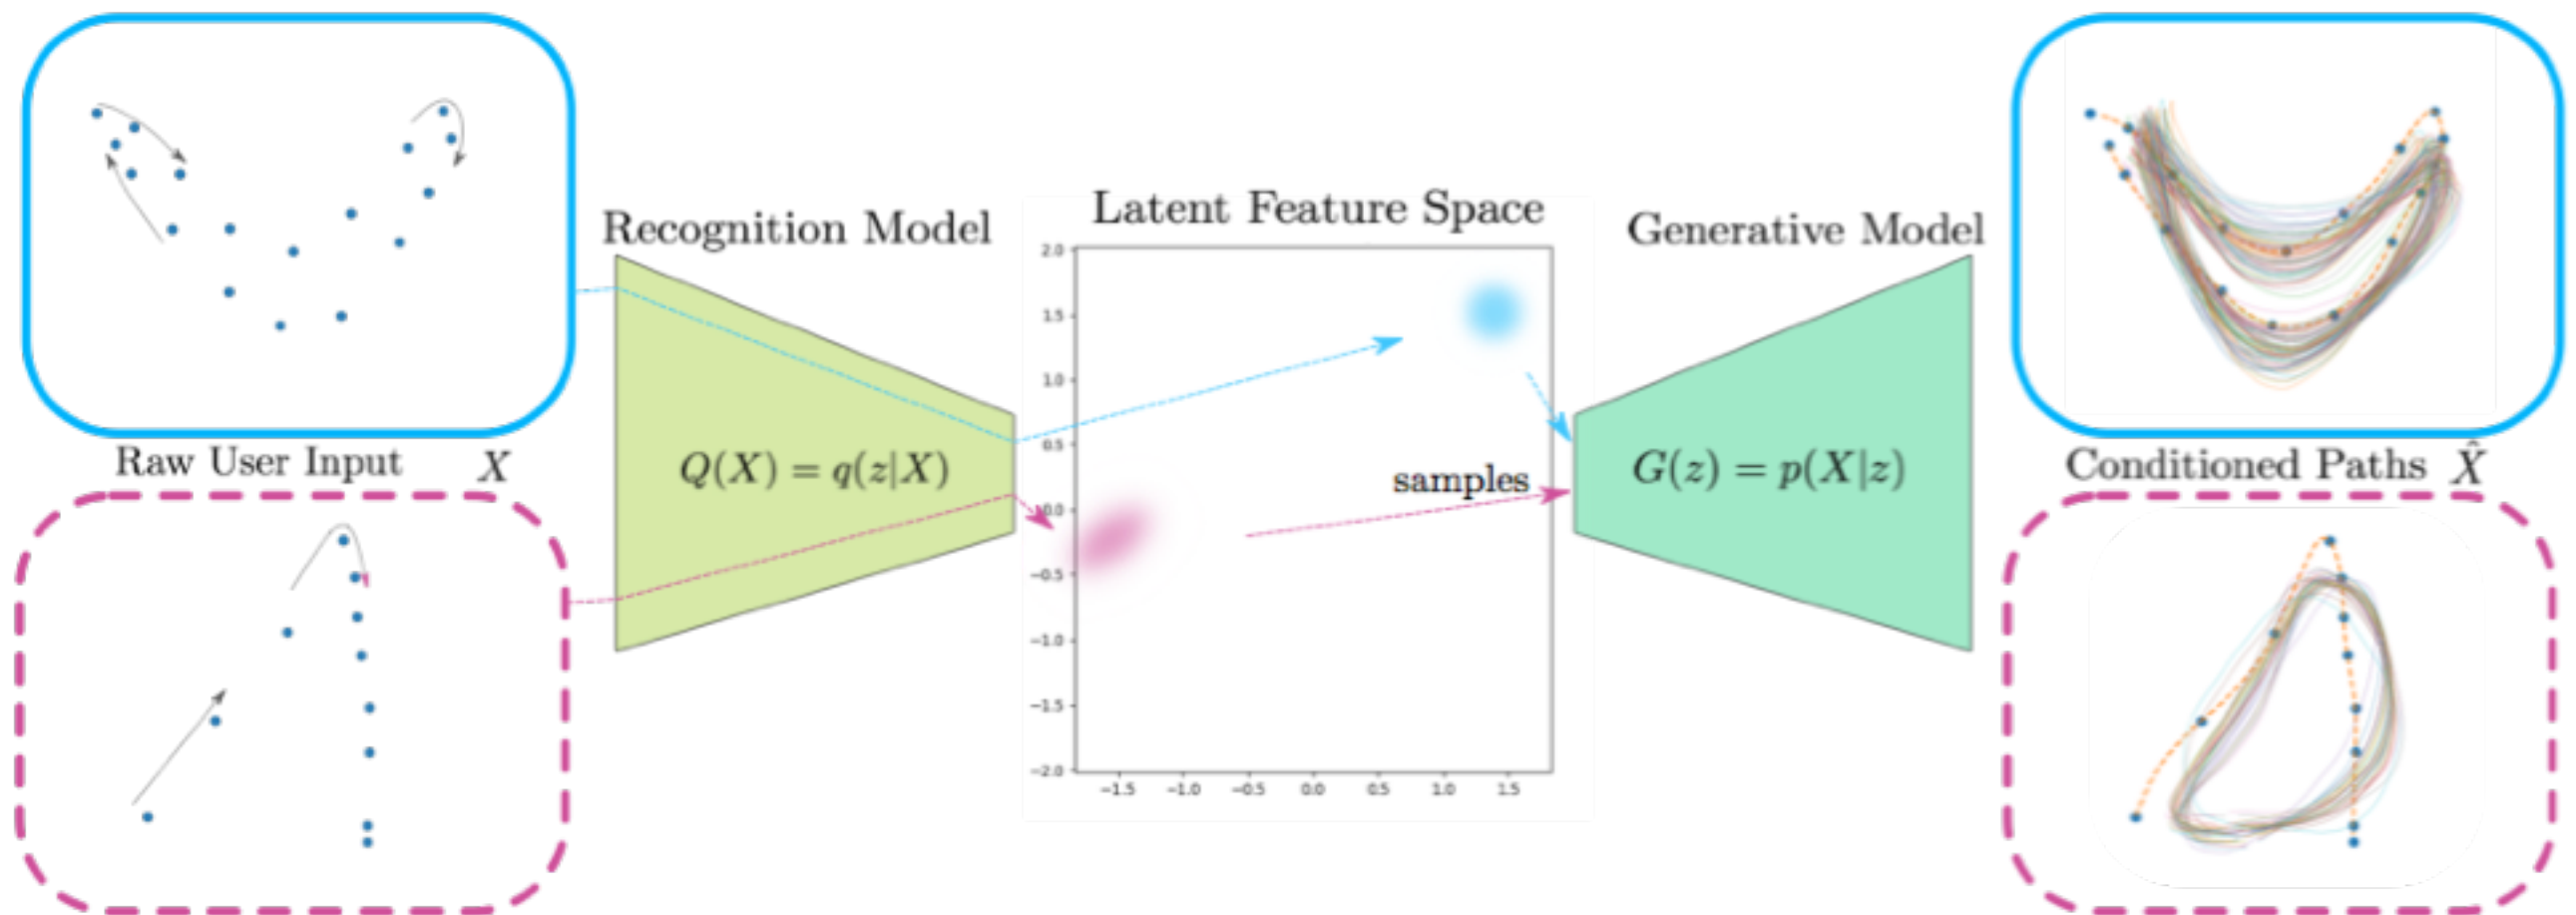 Recognition Model
Latent Feature Space
Generative Model
2.0
1.5
1.0
0.5
0.0
−0.5
−1.0
−1.5
−2.0
−1.5 −1.0 −0.5 0.0 0.5 1.0 1.5
Q(X) = q(z|X)
samples
G(z) = p(X|z)
Raw User Input X
Conditioned Paths X̂